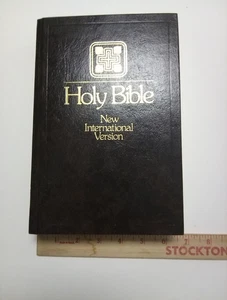 Holy Bible
New
International
Version
STOCKTON